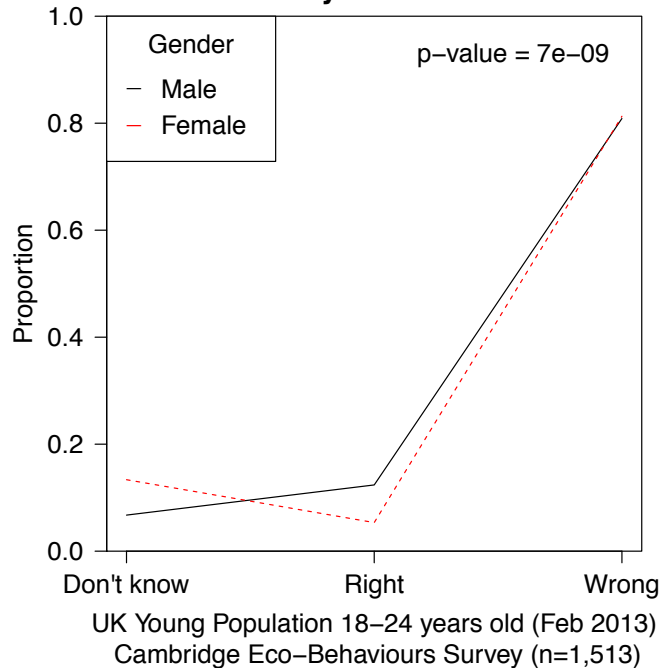 1.0
Gender
Male
Female
p-value = 7e-09
0.8
0.6
0.4
0.2
0.0
Proportion
Don't know Right Wrong
UK Young Population 18-24 years old (Feb 2013)
Cambridge Eco-Behaviours Survey (n=1,513)